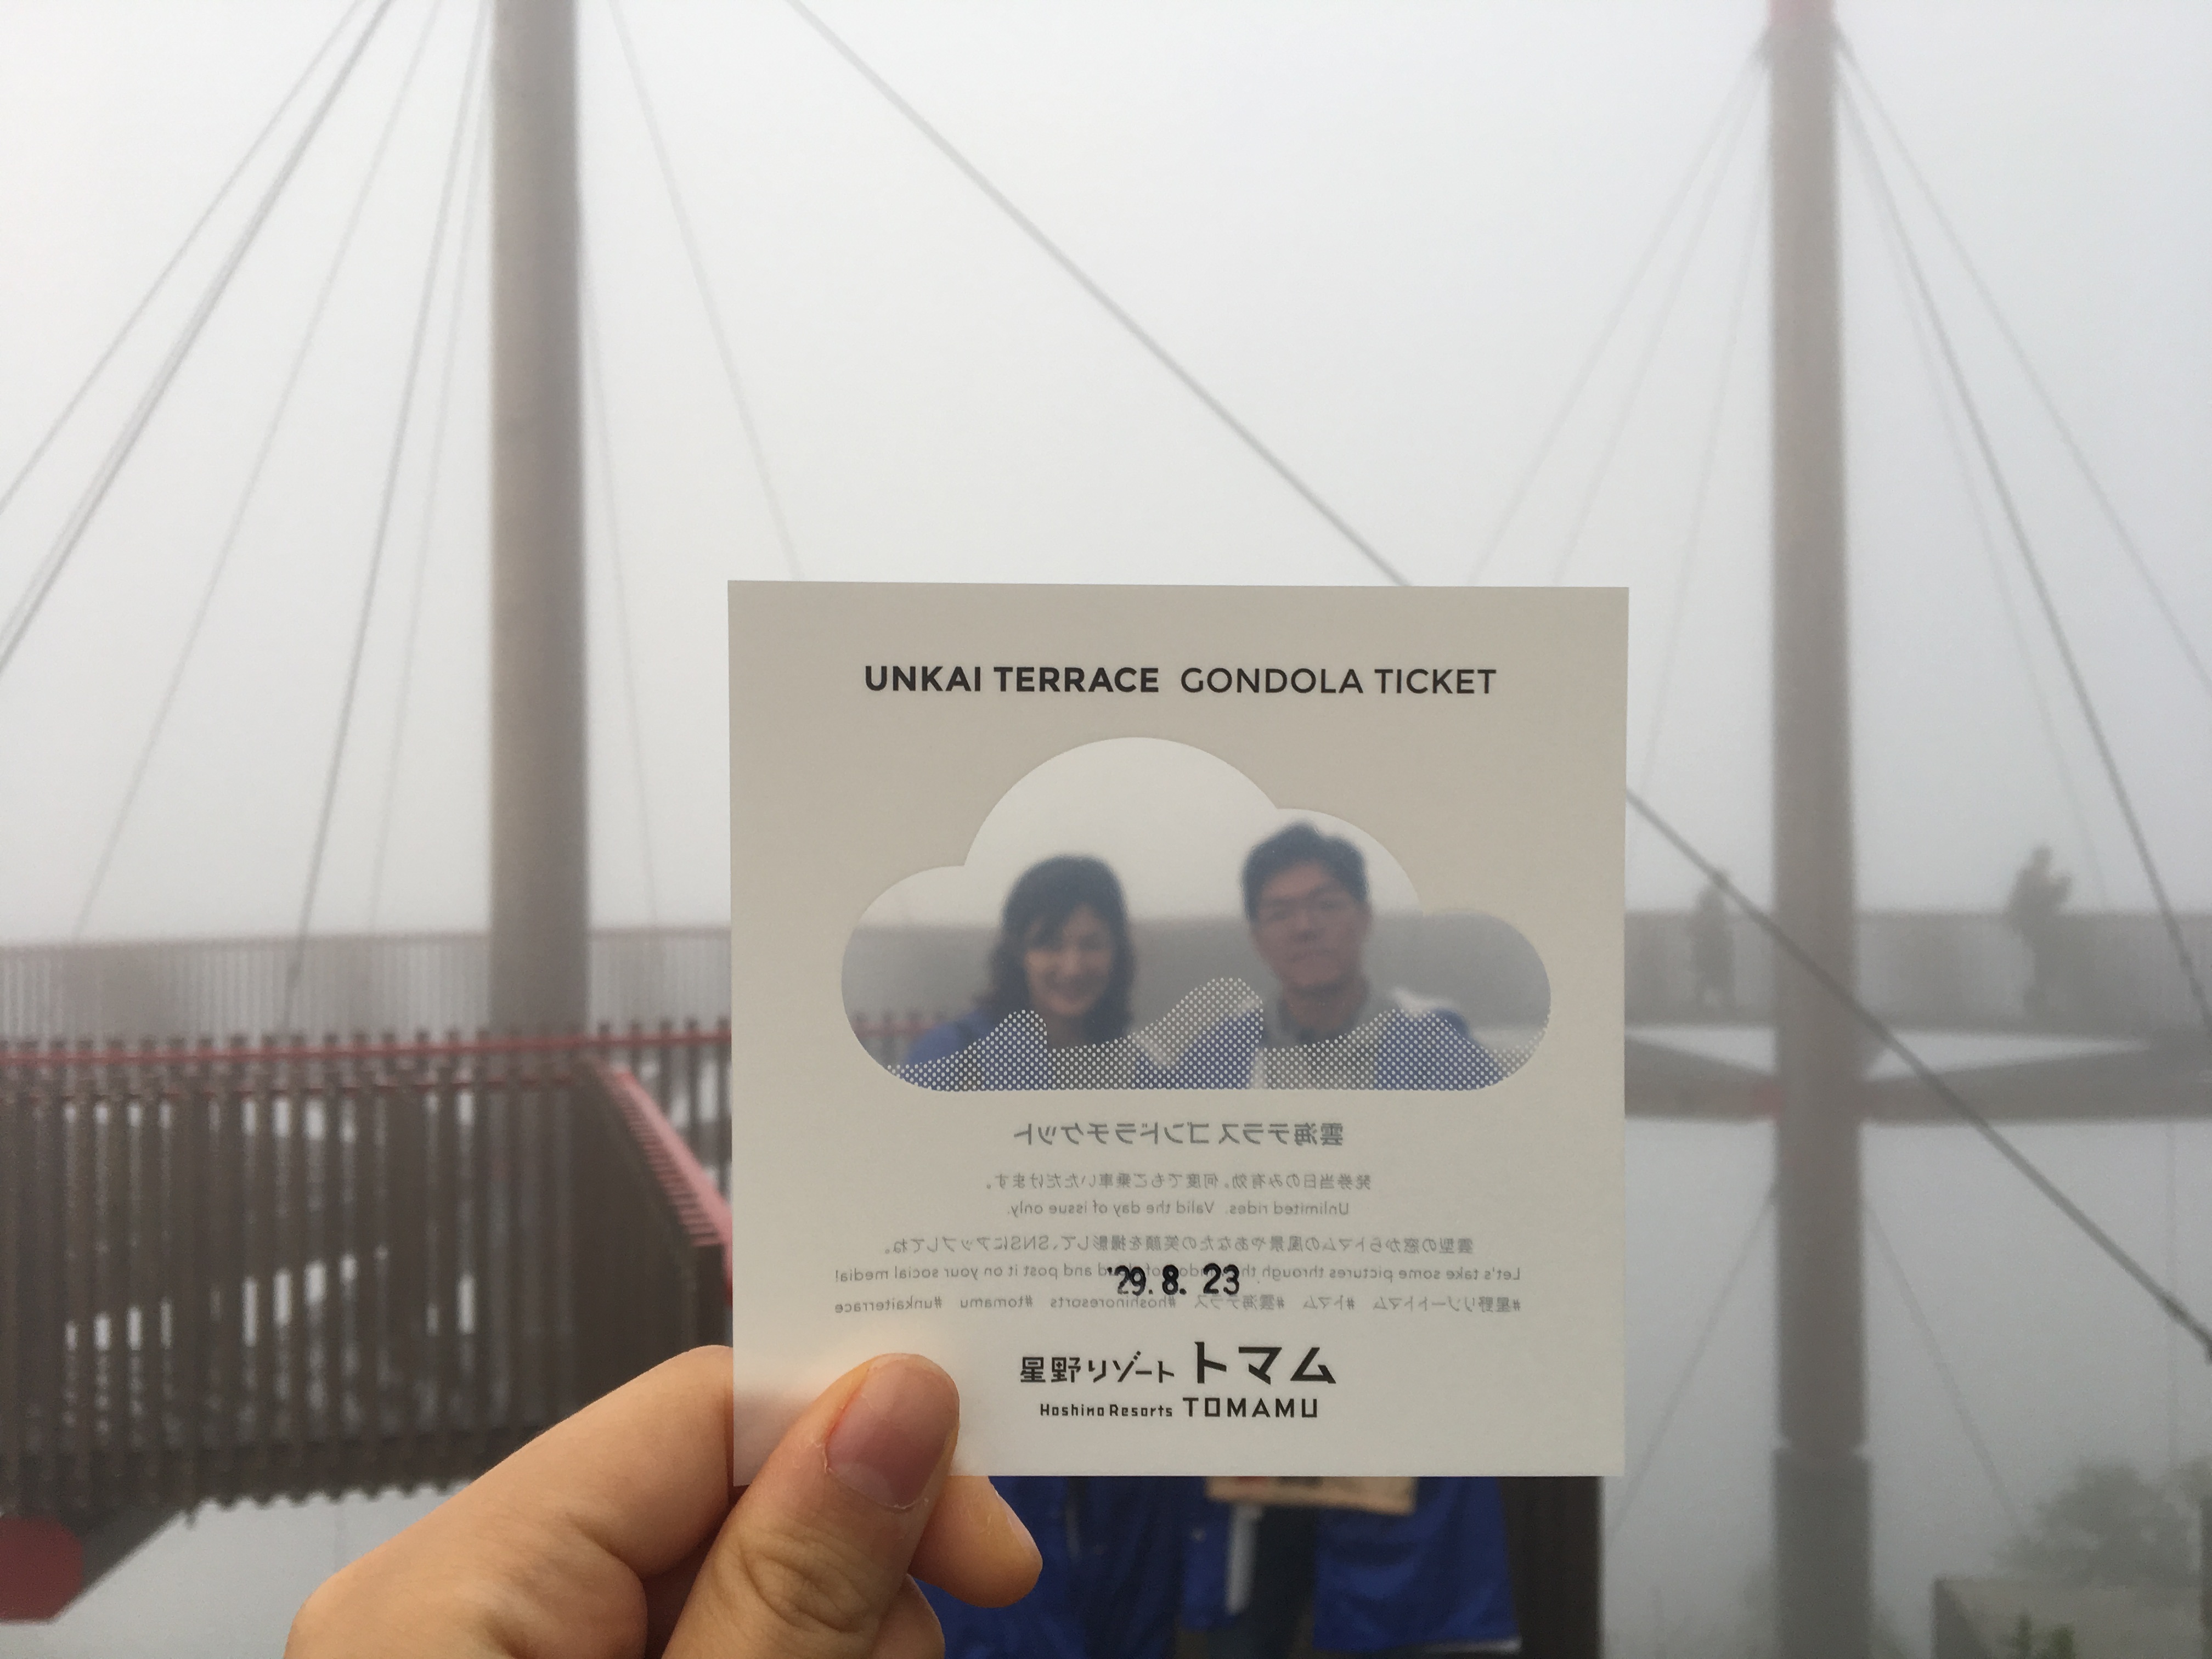 UNKAI TERRACE GONDOLA TICKET
雲海テラス ゴンドラチケット
発券当日のみ有効。何度でもご乗車いただけます。
Unlimited rides. Valid the day of issue only.
雲型の窓からトマムの風景やあなたの笑顔を撮影して、SNSにアップしてね。
Let's take some pictures through the window of cloud and post it on your social media!
'29.8.23
#星野リゾートトマム #トマム #雲海テラス #hoshinoresorts #tomamu #unkaiterrace
星野リゾート トマム
Hoshino Resorts TOMAMU